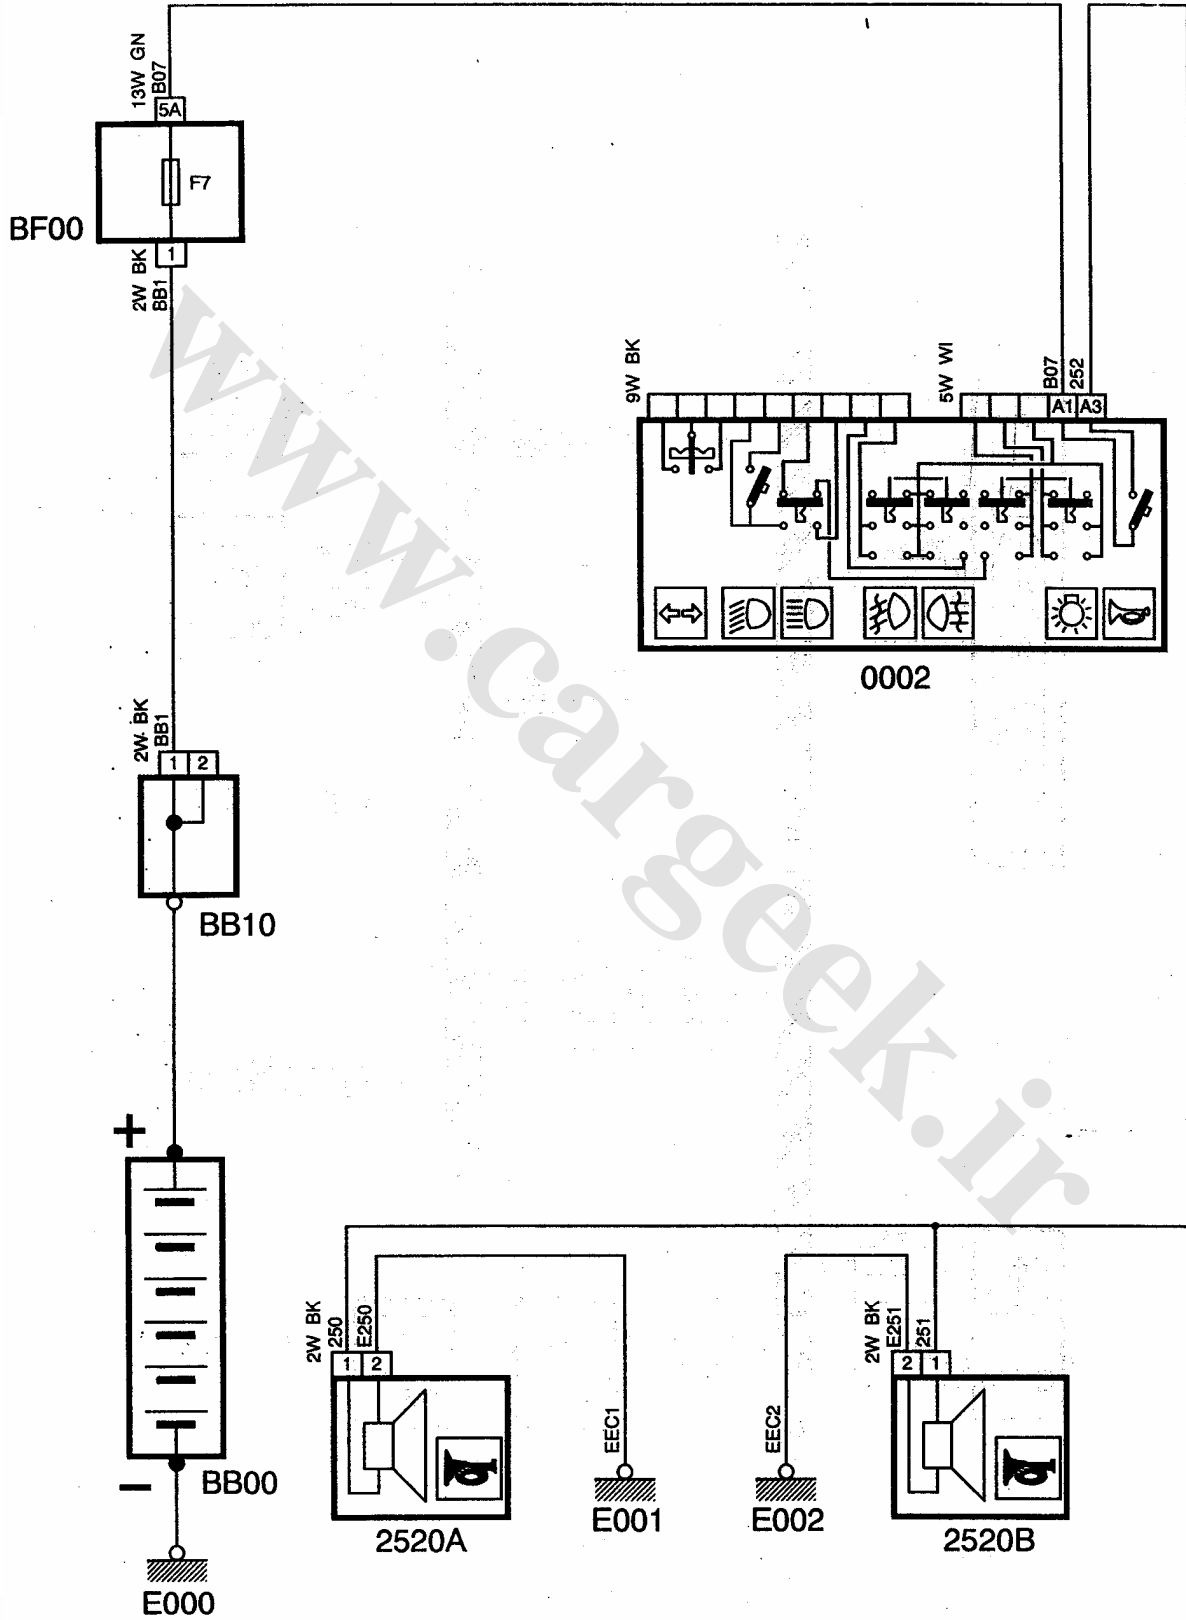 13W GN
B07
5A
F7
BF00
1
2W BK
BB1
9W BK
5W WI
B07
252
A1
A3
0002
2W BK
BB1
1
2
BB10
+
BB00
E000
2W BK
250
E250
1
2
2520A
EEC1
E001
EEC2
E002
2W BK
E251
251
2
1
2520B
www.cargeek.ir